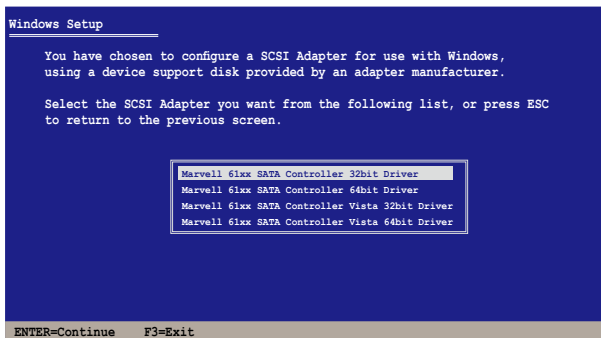 Windows Setup
You have chosen to configure a SCSI Adapter for use with Windows,
using a device support disk provided by an adapter manufacturer.
Select the SCSI Adapter you want from the following list, or press ESC
to return to the previous screen.
Marvell 61xx SATA Controller 32bit Driver
Marvell 61xx SATA Controller 64bit Driver
Marvell 61xx SATA Controller Vista 32bit Driver
Marvell 61xx SATA Controller Vista 64bit Driver
ENTER=Continue F3=Exit